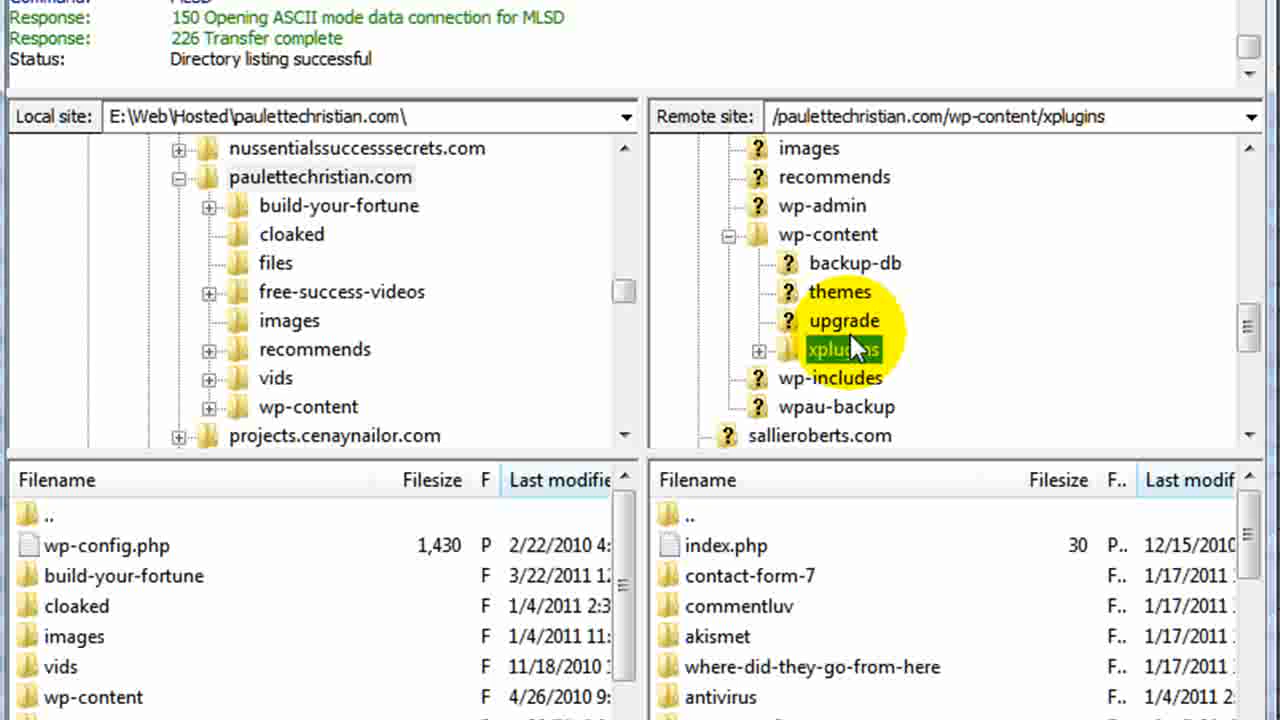 Response: 150 Opening ASCII mode data connection for MLSD
Response: 226 Transfer complete
Status: Directory listing successful
Local site: E:\Web\Hosted\paulettechristian.com\
nussentialssuccesssecrets.com
paulettechristian.com
build-your-fortune
cloaked
files
free-success-videos
images
recommends
vids
wp-content
projects.cenaynailor.com
Remote site: /paulettechristian.com/wp-content/xplugins
images
recommends
wp-admin
wp-content
backup-db
themes
upgrade
xplugins
wp-includes
wpau-backup
sallieroberts.com
Filename Filesize F Last modifie
..
wp-config.php 1,430 P 2/22/2010 4:
build-your-fortune F 3/22/2011 12
cloaked F 1/4/2011 2:3
images F 1/4/2011 11:
vids F 11/18/2010
wp-content F 4/26/2010 9:
Filename Filesize F.. Last modif
..
index.php 30 P.. 12/15/2010
contact-form-7 F.. 1/17/2011
commentluv F.. 1/17/2011
akismet F.. 1/17/2011
where-did-they-go-from-here F.. 1/17/2011
antivirus F.. 1/4/2011